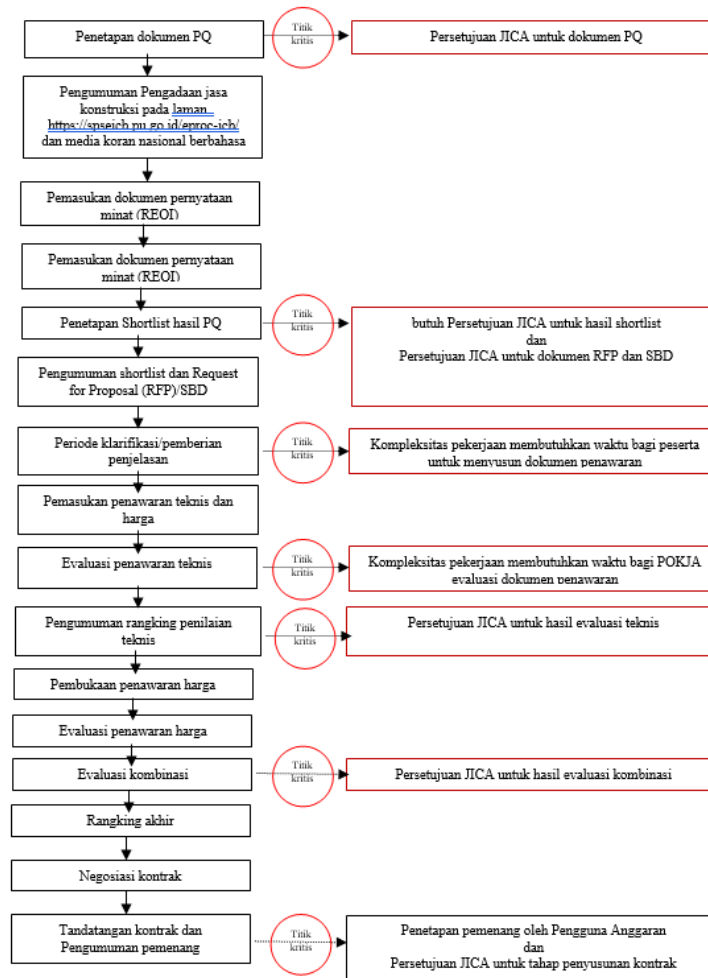 Penetapan dokumen PQ
Titik
kritis
Persetujuan JICA untuk dokumen PQ
Pengumuman Pengadaan jasa
konstruksi pada laman
https://spseicb.pu.go.id/eproc-icb/
dan media koran nasional berbahasa
Pemasukan dokumen pernyataan
minat (REOI)
Pemasukan dokumen pernyataan
minat (REOI)
Penetapan Shortlist hasil PQ
Titik
kritis
butuh Persetujuan JICA untuk hasil shortlist
dan
Persetujuan JICA untuk dokumen RFP dan SBD
Pengumuman shortlist dan Request
for Proposal (RFP)/SBD
Periode klarifikasi/pemberian
penjelasan
Titik
kritis
Kompleksitas pekerjaan membutuhkan waktu bagi peserta
untuk menyusun dokumen penawaran
Pemasukan penawaran teknis dan
harga
Evaluasi penawaran teknis
Titik
kritis
Kompleksitas pekerjaan membutuhkan waktu bagi POKJA
evaluasi dokumen penawaran
Pengumuman rangking penilaian
teknis
Titik
kritis
Persetujuan JICA untuk hasil evaluasi teknis
Pembukaan penawaran harga
Evaluasi penawaran harga
Evaluasi kombinasi
Titik
kritis
Persetujuan JICA untuk hasil evaluasi kombinasi
Rangking akhir
Negosiasi kontrak
Tandatangan kontrak dan
Pengumuman pemenang
Titik
kritis
Penetapan pemenang oleh Pengguna Anggaran
dan
Persetujuan JICA untuk tahap penyusunan kontrak